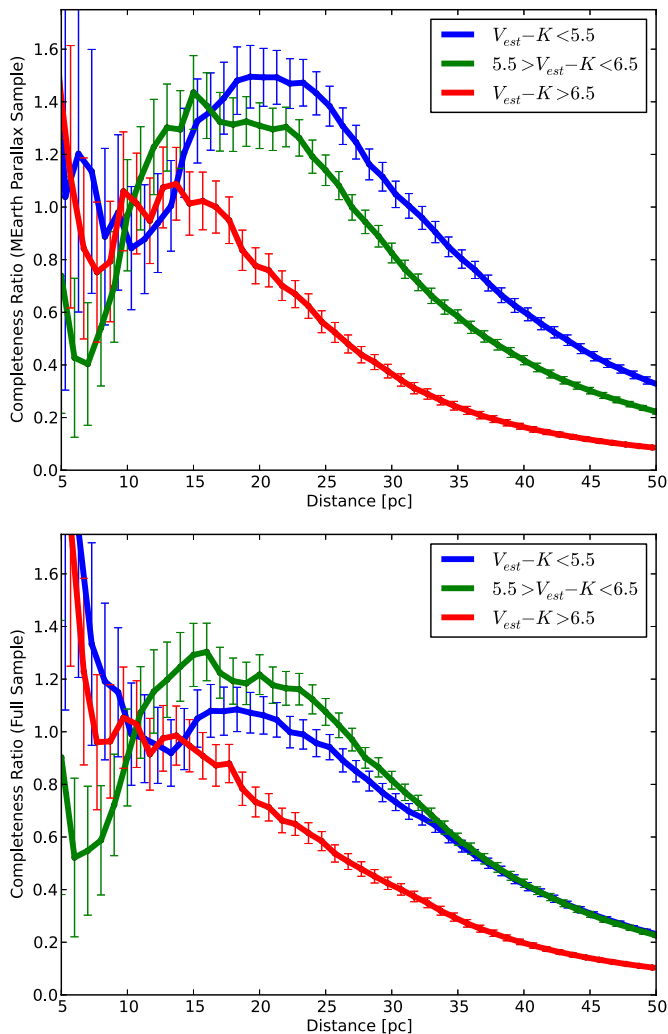 Completeness Ratio (MEarth Parallax Sample)
1.6
1.4
1.2
1.0
0.8
0.6
0.4
0.2
0.0
V_est−K<5.5
5.5>V_est−K<6.5
V_est−K>6.5
5 10 15 20 25 30 35 40 45 50
Distance [pc]
Completeness Ratio (Full Sample)
1.6
1.4
1.2
1.0
0.8
0.6
0.4
0.2
0.0
V_est−K<5.5
5.5>V_est−K<6.5
V_est−K>6.5
5 10 15 20 25 30 35 40 45 50
Distance [pc]